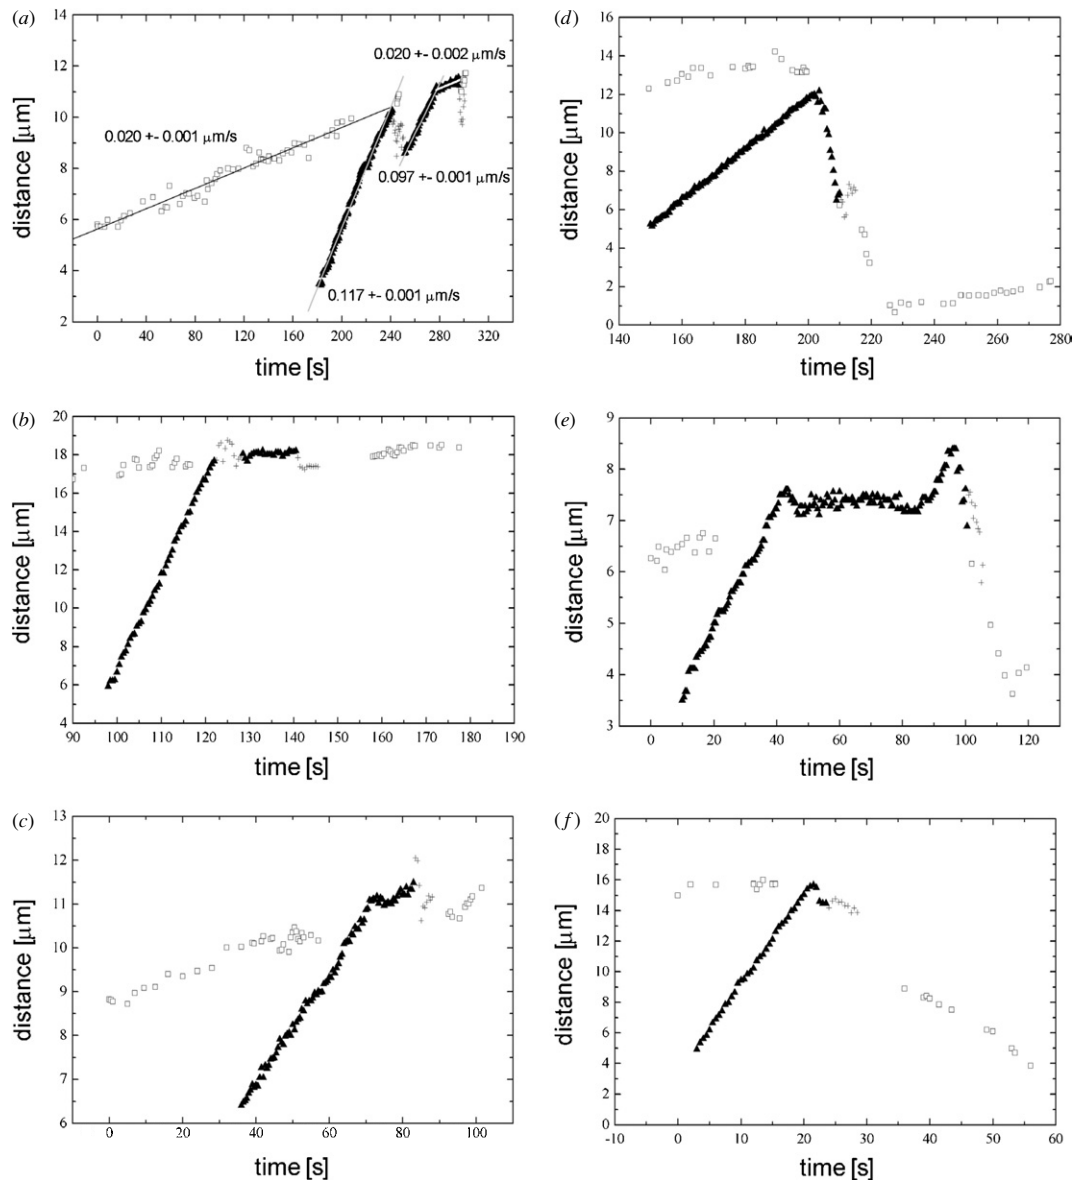 (a)
12
10
8
6
4
2
distance [μm]
0.020 +- 0.002 μm/s
0.020 +- 0.001 μm/s
0.097 +- 0.001 μm/s
0.117 +- 0.001 μm/s
0 40 80 120 160 200 240 280 320
time [s]
(d)
16
14
12
10
8
6
4
2
0
distance [μm]
140 160 180 200 220 240 260 280
time [s]
(b)
20
18
16
14
12
10
8
6
4
distance [μm]
90 100 110 120 130 140 150 160 170 180 190
time [s]
(e)
9
8
7
6
5
4
3
distance [μm]
0 20 40 60 80 100 120
time [s]
(c)
13
12
11
10
9
8
7
6
distance [μm]
0 20 40 60 80 100
time [s]
(f)
20
18
16
14
12
10
8
6
4
2
0
distance [μm]
-10 0 10 20 30 40 50 60
time [s]